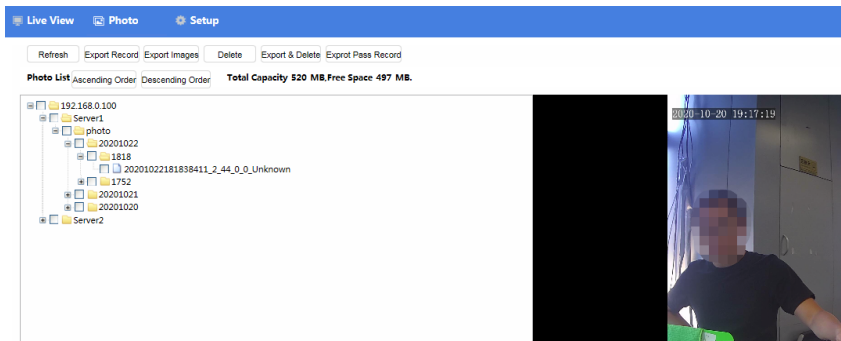 Live View Photo Setup
Refresh Export Record Export Images Delete Export & Delete Exprot Pass Record
Photo List Ascending Order Descending Order Total Capacity 520 MB,Free Space 497 MB.
192.168.0.100
Server1
photo
20201022
1818
20201022181838411_2_44_0_0_Unknown
1752
20201021
20201020
Server2
2020-10-20 19:17:19